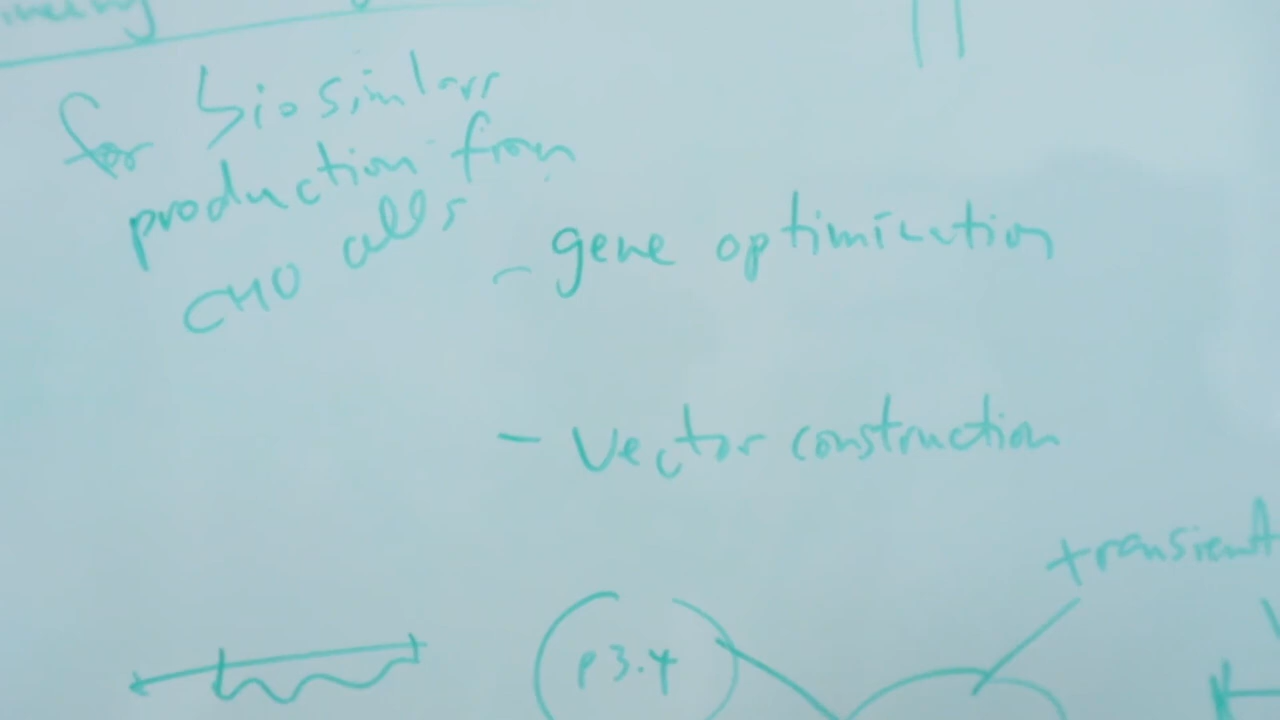 for biosimilars
production from
CHO cells
- gene optimization
- vector construction
transient
p3.4